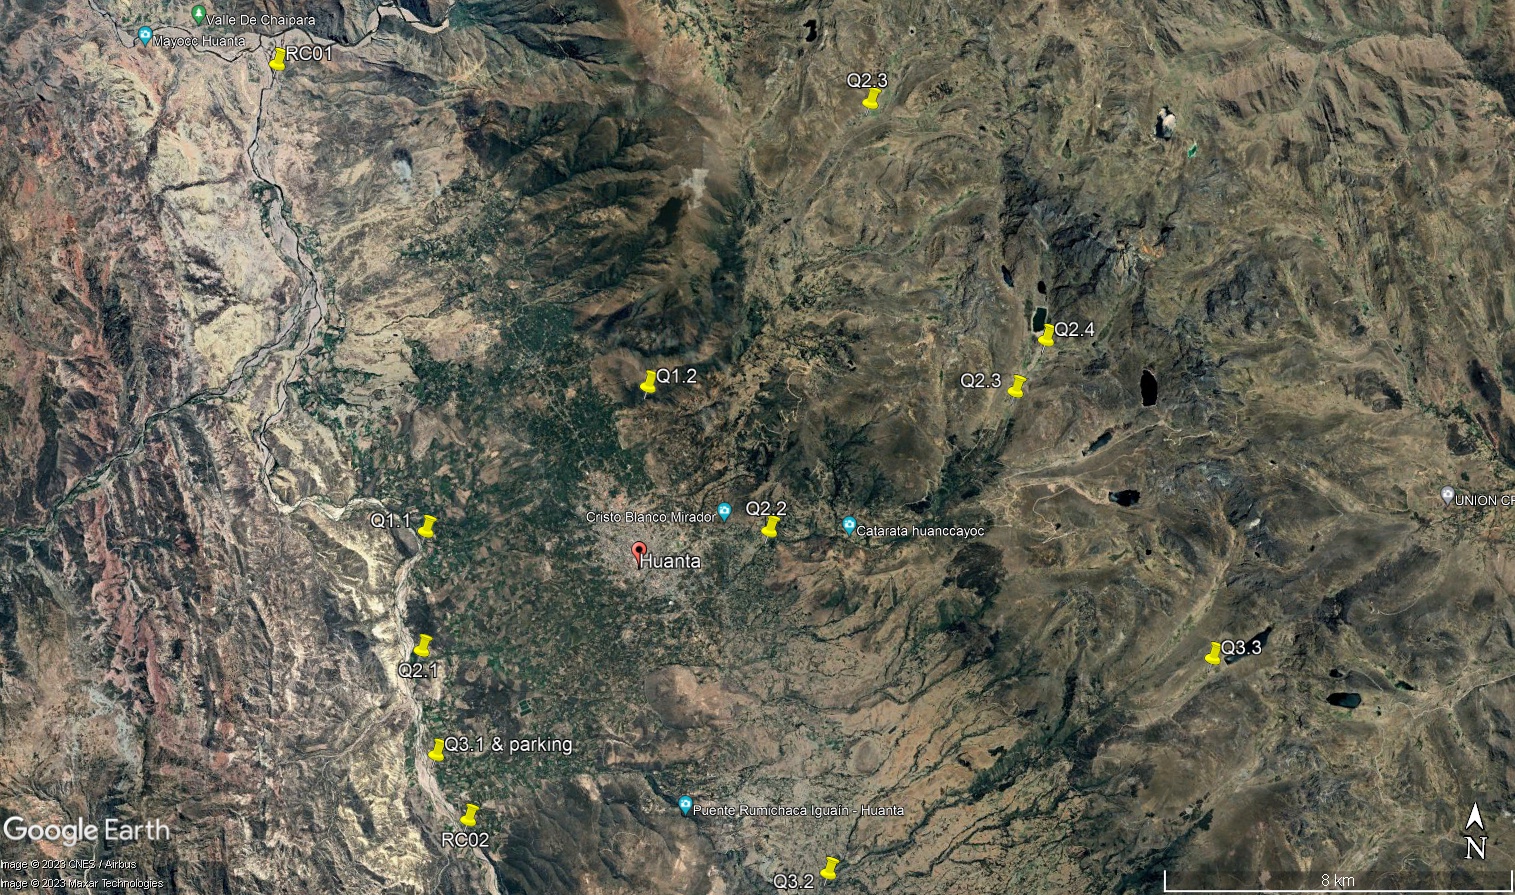 Valle De Chaipara
Mayocc Huanta
RC01
Q2.3
Q2.4
Q1.2
Q2.3
UNION
Cristo Blanco Mirador
Q2.2
Q1.1
Catarata huanccayoc
Huanta
Q2.1
Q3.3
Q3.1 & parking
Puente Rumichaca Iguaín - Huanta
Google Earth
RC02
N
Image © 2023 CNES / Airbus
Image © 2023 Maxar Technologies
Q3.2
8 km